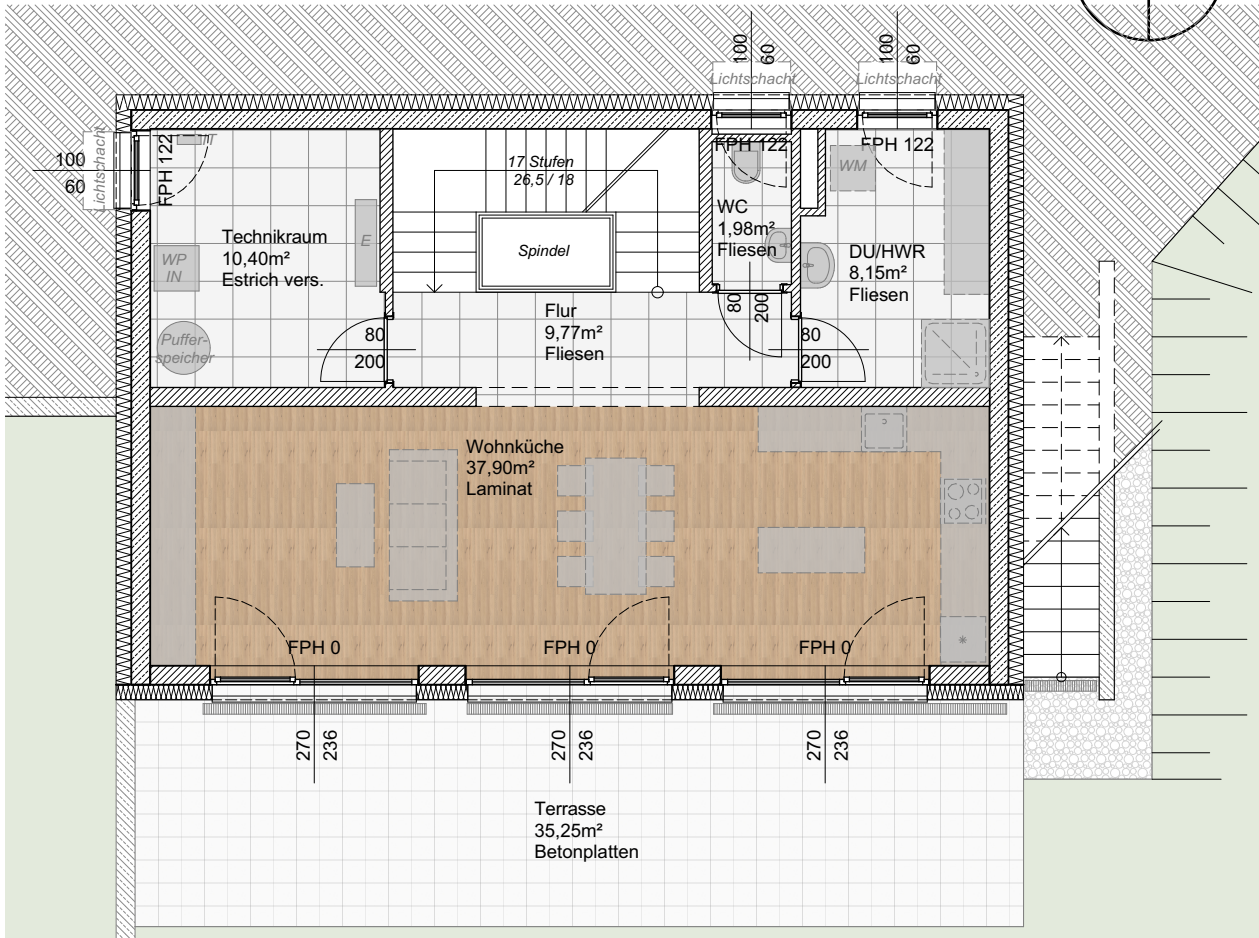 100
60
Lichtschacht
100
60
Lichtschacht
100
60
Lichtschacht
FPH 122
FPH 122
FPH 122
17 Stufen
26,5 / 18
Spindel
WM
WC
1,98m²
Fliesen
Technikraum
10,40m²
Estrich vers.
E
WP
IN
DU/HWR
8,15m²
Fliesen
Flur
9,77m²
Fliesen
80
200
80
200
80
200
Puffer-
speicher
Wohnküche
37,90m²
Laminat
FPH 0
FPH 0
FPH 0
270
236
270
236
270
236
Terrasse
35,25m²
Betonplatten